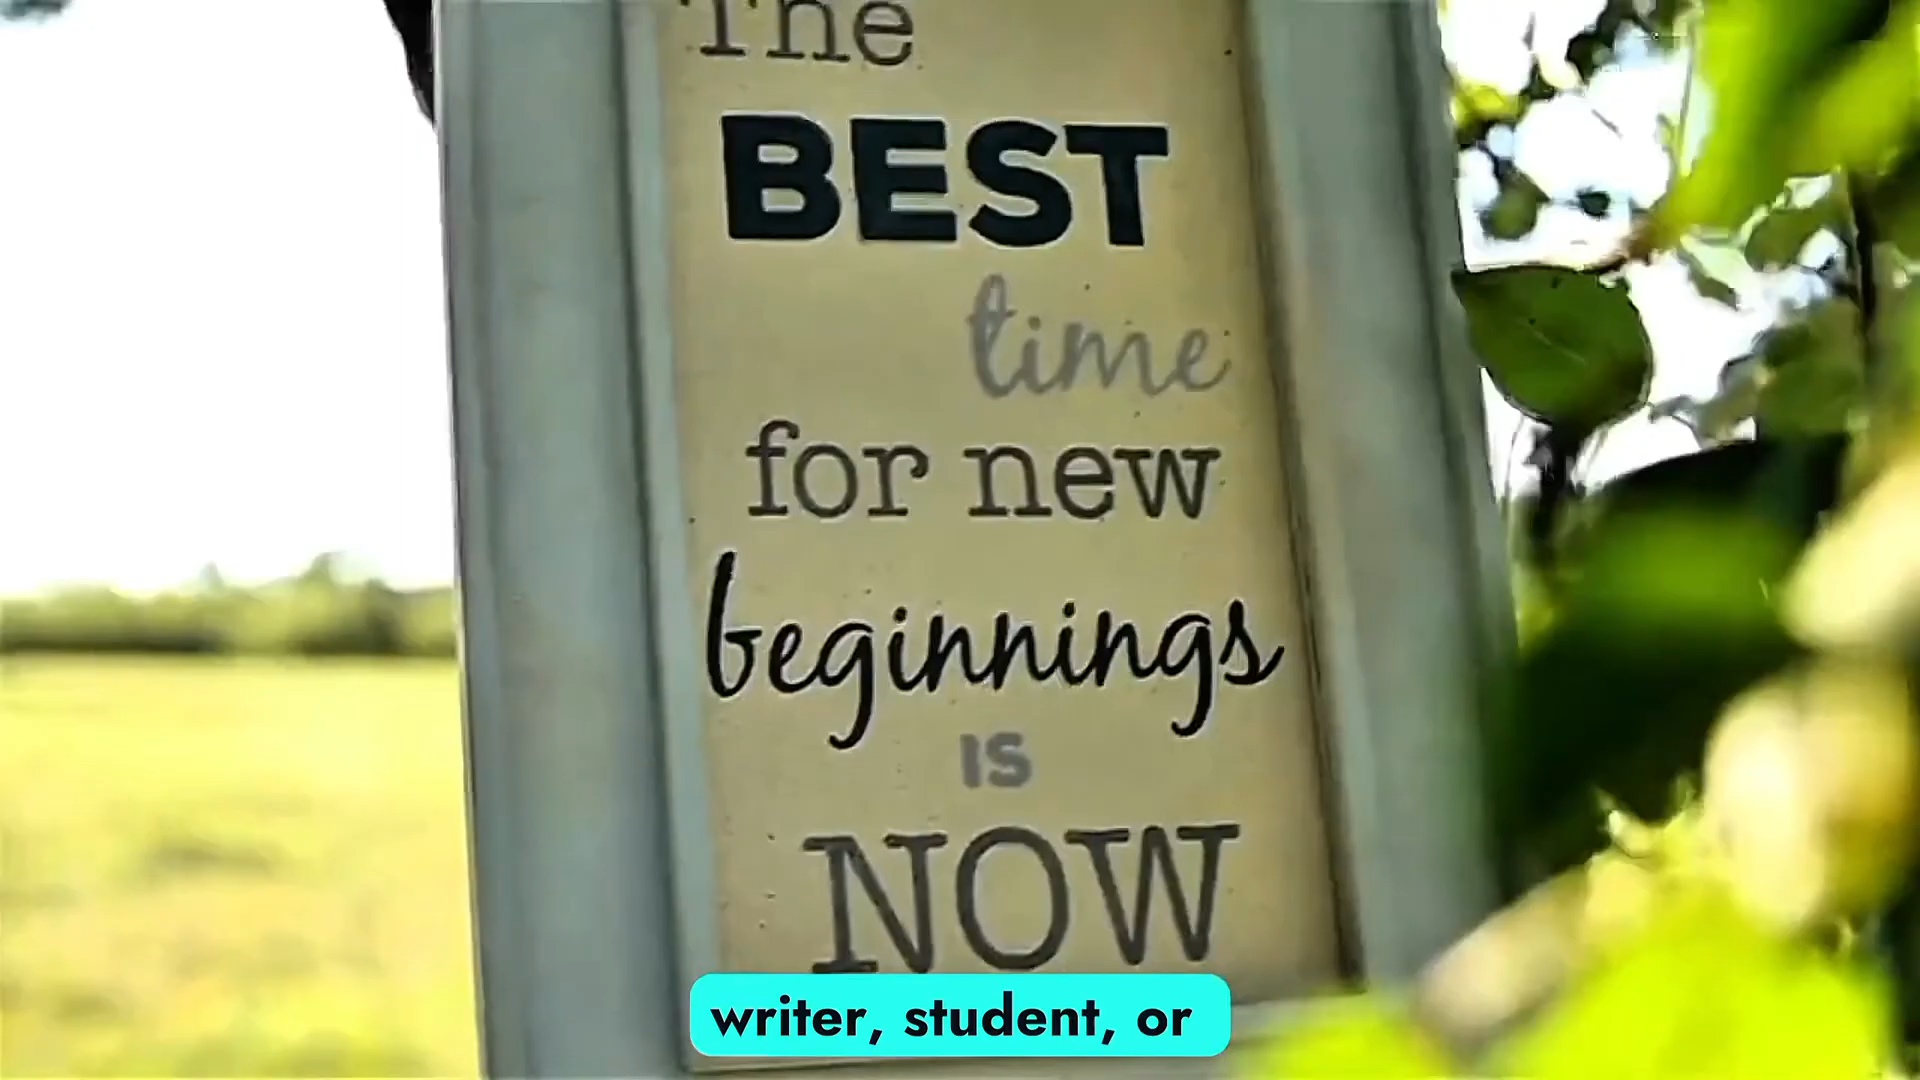 The
BEST
time
for new
beginnings
IS
NOW
writer, student, or